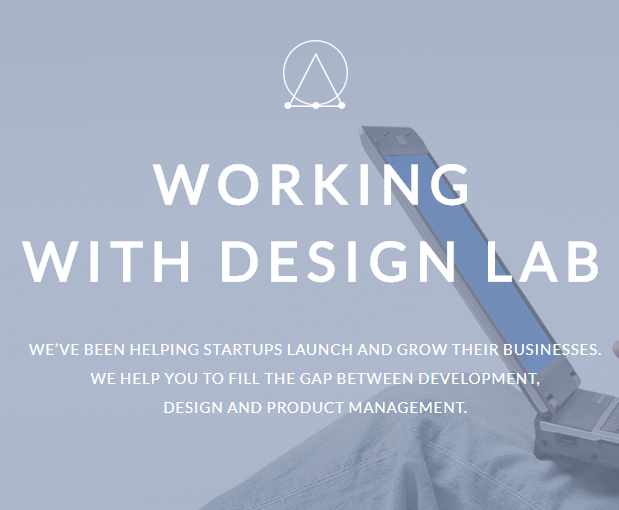 WORKING
WITH DESIGN LAB
WE'VE BEEN HELPING STARTUPS LAUNCH AND GROW THEIR BUSINESSES.
WE HELP YOU TO FILL THE GAP BETWEEN DEVELOPMENT,
DESIGN AND PRODUCT MANAGEMENT.